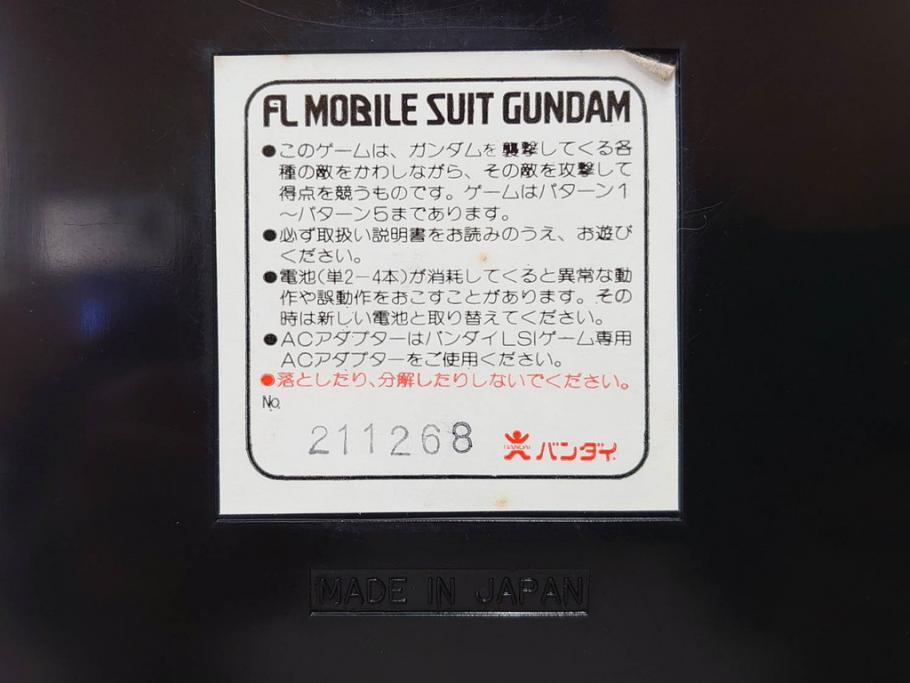 FL MOBILE SUIT GUNDAM
●このゲームは、ガンダムを襲撃してくる各
種の敵をかわしながら、その敵を攻撃して
得点を競うものです。ゲームはパターン1
～パターン5まであります。
●必ず取扱い説明書をお読みのうえ、お遊び
ください。
●電池(単2－4本)が消耗してくると異常な動
作や誤動作をおこすことがあります。その
時は新しい電池と取り替えてください。
●ACアダプターはバンダイLSIゲーム専用
ACアダプターをご使用ください。
●落としたり、分解したりしないでください。
No.
211268
BANDAI バンダイ
MADE IN JAPAN